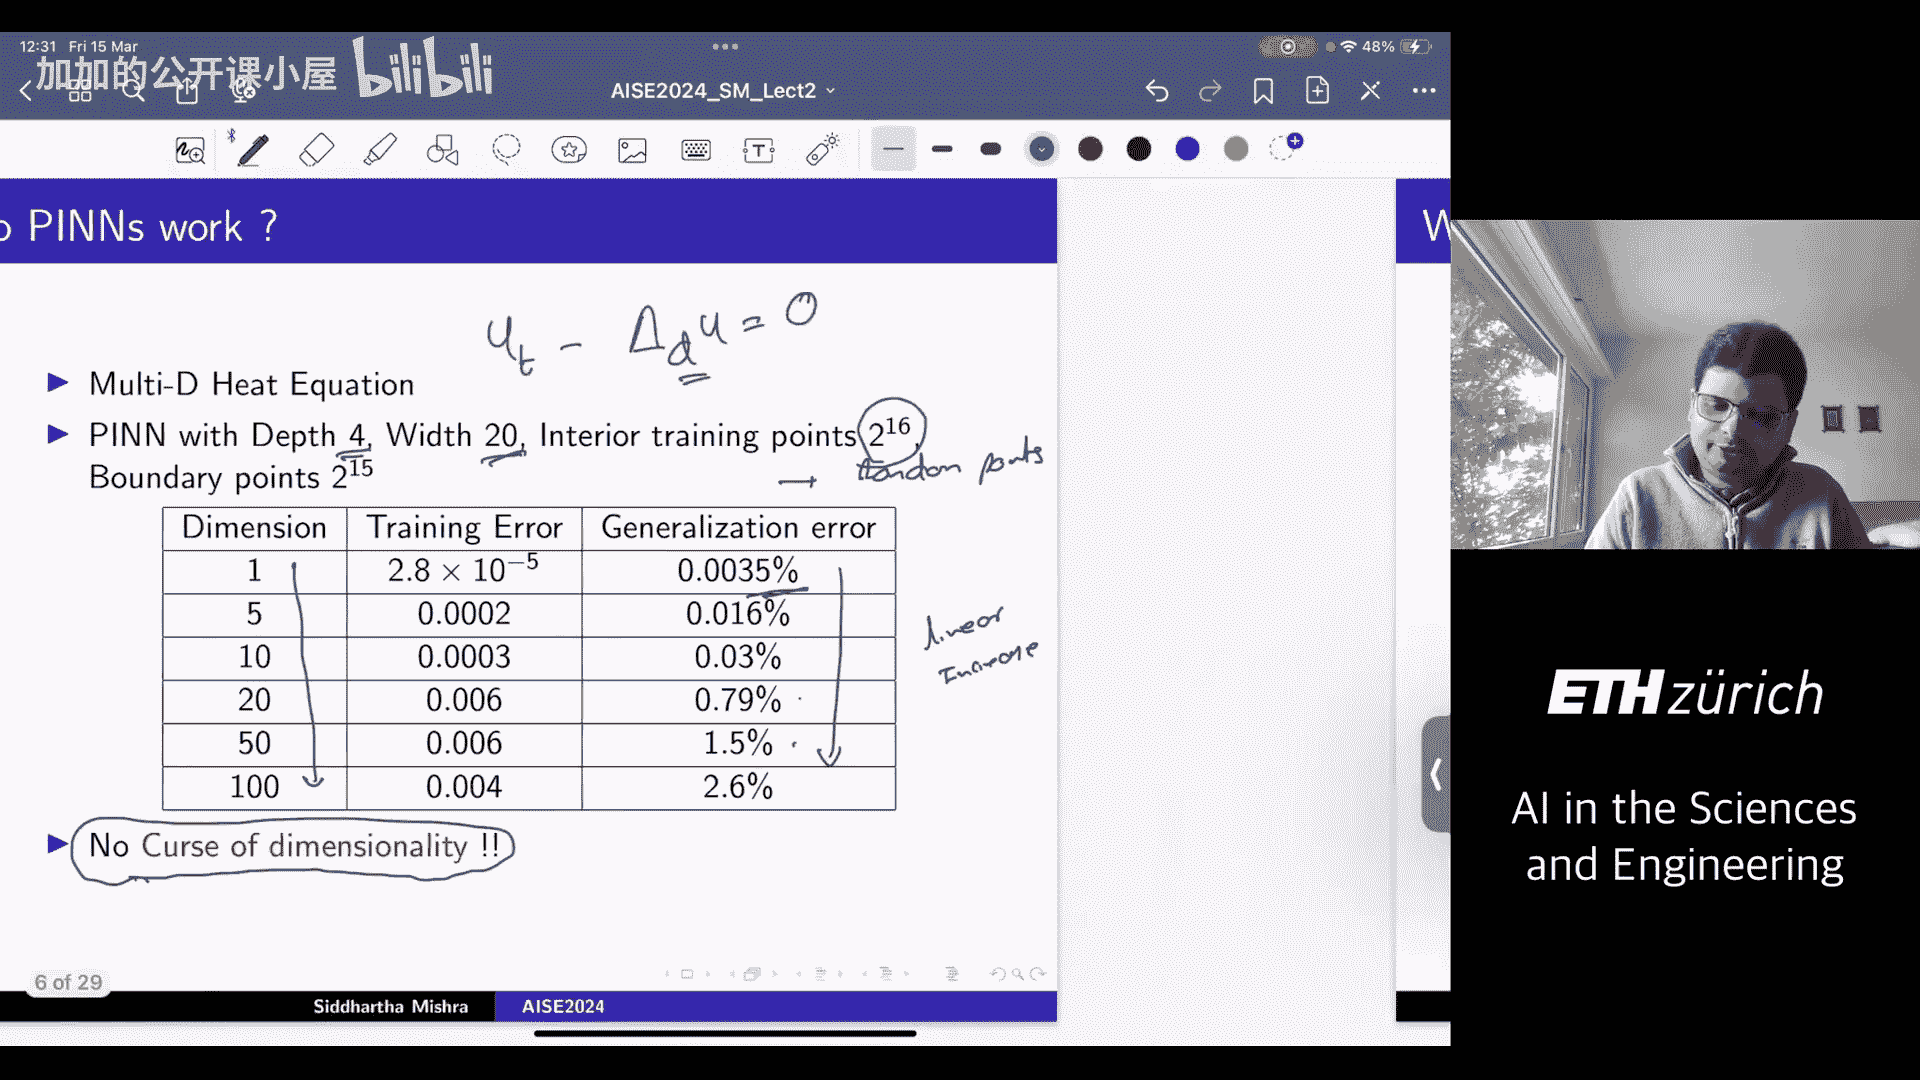 12:31 Fri 15 Mar
48%
加加的公开课小屋 bilibili
AISE2024_SM_Lect2
T
o PINNs work ?
W
u_t - Δ_d u = 0
Multi-D Heat Equation
PINN with Depth 4, Width 20, Interior training points 2^16,
Boundary points 2^15
→ Random points
Dimension Training Error Generalization error
1 2.8 × 10^−5 0.0035%
5 0.0002 0.016%
10 0.0003 0.03%
20 0.006 0.79%
50 0.006 1.5%
100 0.004 2.6%
linear
Increase
No Curse of dimensionality !!
6 of 29
Siddhartha Mishra AISE2024
ETH zürich
AI in the Sciences
and Engineering